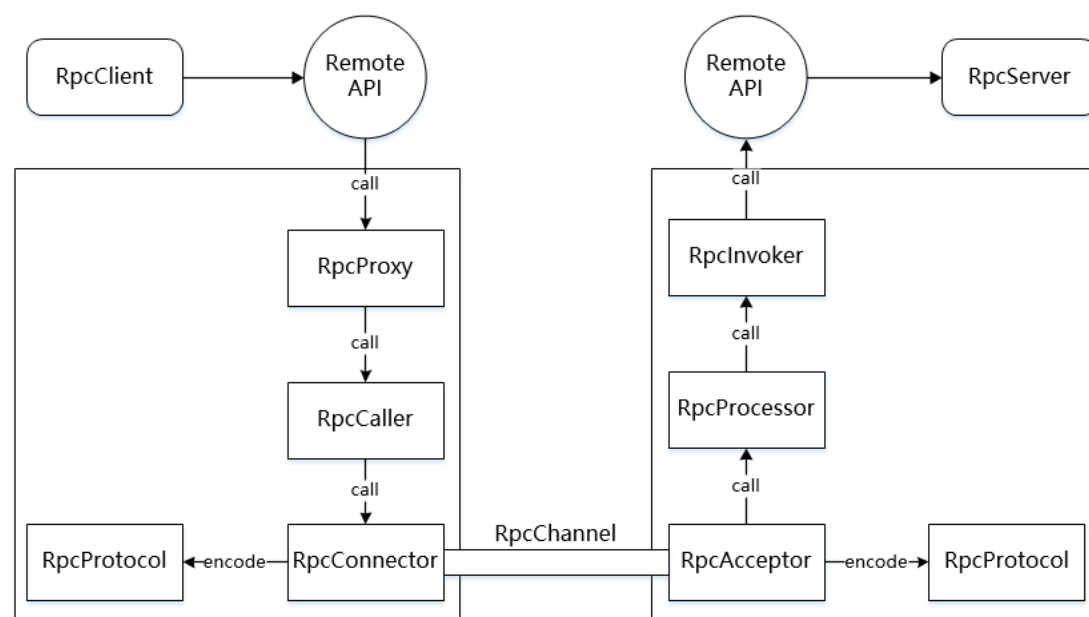 RpcClient
Remote
API
Remote
API
RpcServer
call
call
RpcProxy
RpcInvoker
call
call
RpcCaller
RpcProcessor
call
call
RpcChannel
RpcProtocol
encode
RpcConnector
RpcAcceptor
encode
RpcProtocol